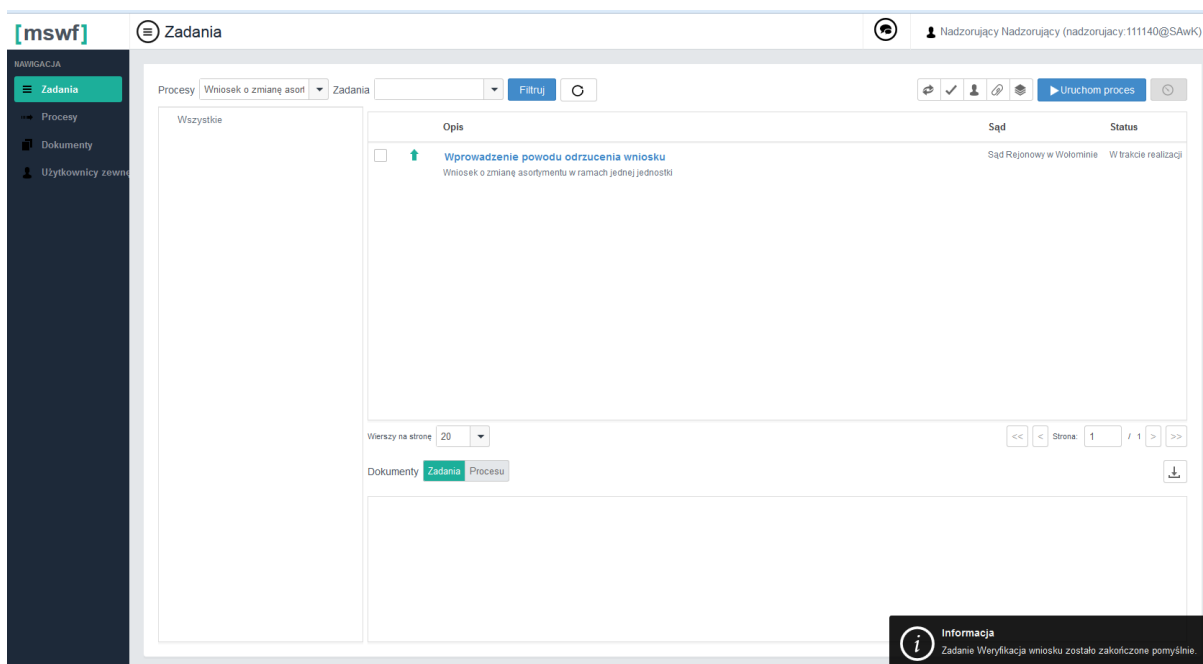 [mswf]
Zadania
Nadzorujący Nadzorujący (nadzorujacy:111140@SAwK)
NAWIGACJA
Zadania
Procesy
Dokumenty
Użytkownicy zewnę
Procesy Wniosek o zmianę asort Zadania Filtruj Uruchom proces
Wszystkie
Opis Sąd Status
Wprowadzenie powodu odrzucenia wniosku Sąd Rejonowy w Wołominie W trakcie realizacji
Wniosek o zmianę asortymentu w ramach jednej jednostki
Wierszy na stronę 20 << < Strona: 1 / 1 > >>
Dokumenty Zadania Procesu
Informacja
Zadanie Weryfikacja wniosku zostało zakończone pomyślnie.